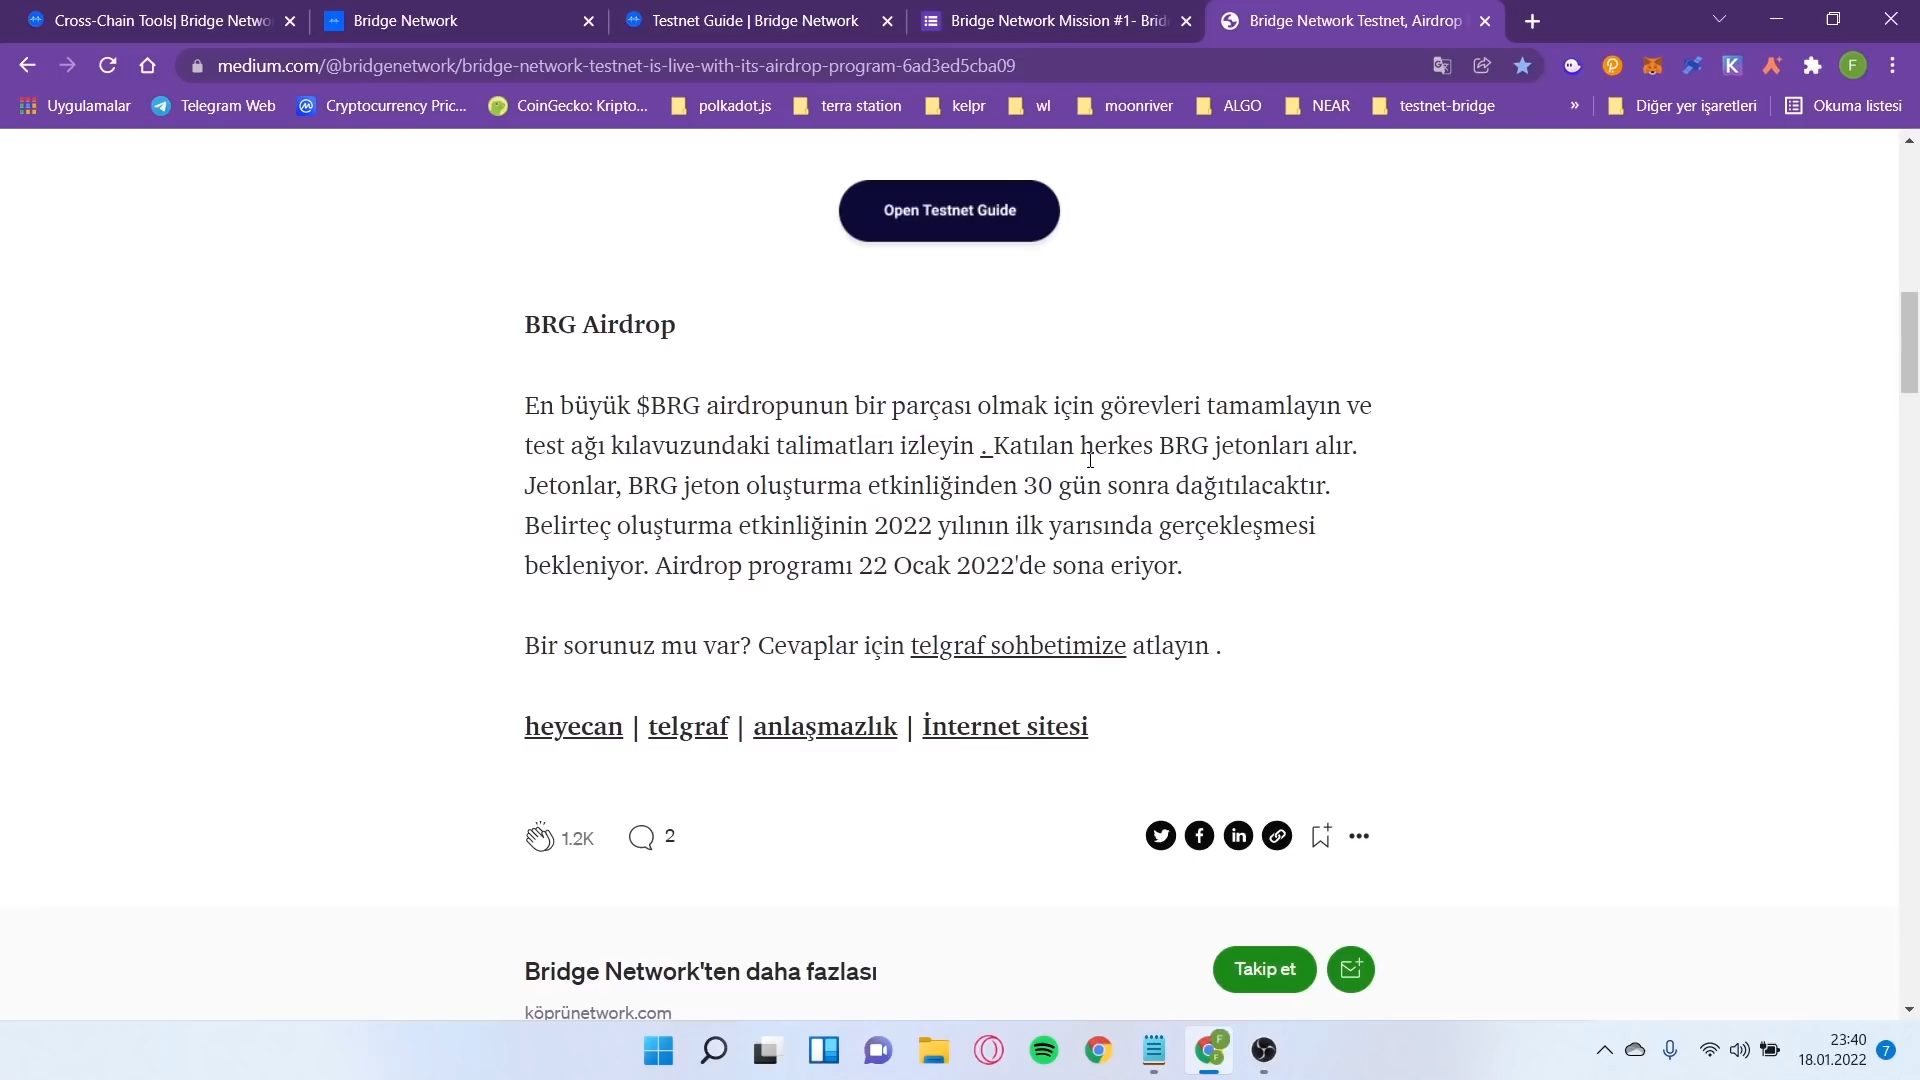 Cross-Chain Tools| Bridge Netwo
Bridge Network
Testnet Guide | Bridge Network
Bridge Network Mission #1- Brid
Bridge Network Testnet, Airdrop
medium.com/@bridgenetwork/bridge-network-testnet-is-live-with-its-airdrop-program-6ad3ed5cba09
F
Uygulamalar
Telegram Web
Cryptocurrency Pric...
CoinGecko: Kripto...
polkadot.js
terra station
kelpr
wl
moonriver
ALGO
NEAR
testnet-bridge
»
Diğer yer işaretleri
Okuma listesi
Open Testnet Guide
BRG Airdrop
En büyük $BRG airdropunun bir parçası olmak için görevleri tamamlayın ve
test ağı kılavuzundaki talimatları izleyin . Katılan herkes BRG jetonları alır.
Jetonlar, BRG jeton oluşturma etkinliğinden 30 gün sonra dağıtılacaktır.
Belirteç oluşturma etkinliğinin 2022 yılının ilk yarısında gerçekleşmesi
bekleniyor. Airdrop programı 22 Ocak 2022'de sona eriyor.
Bir sorunuz mu var? Cevaplar için telgraf sohbetimize atlayın .
heyecan | telgraf | anlaşmazlık | İnternet sitesi
1.2K
2
Bridge Network'ten daha fazlası
Takip et
köprünetwork.com
23:40
18.01.2022
7